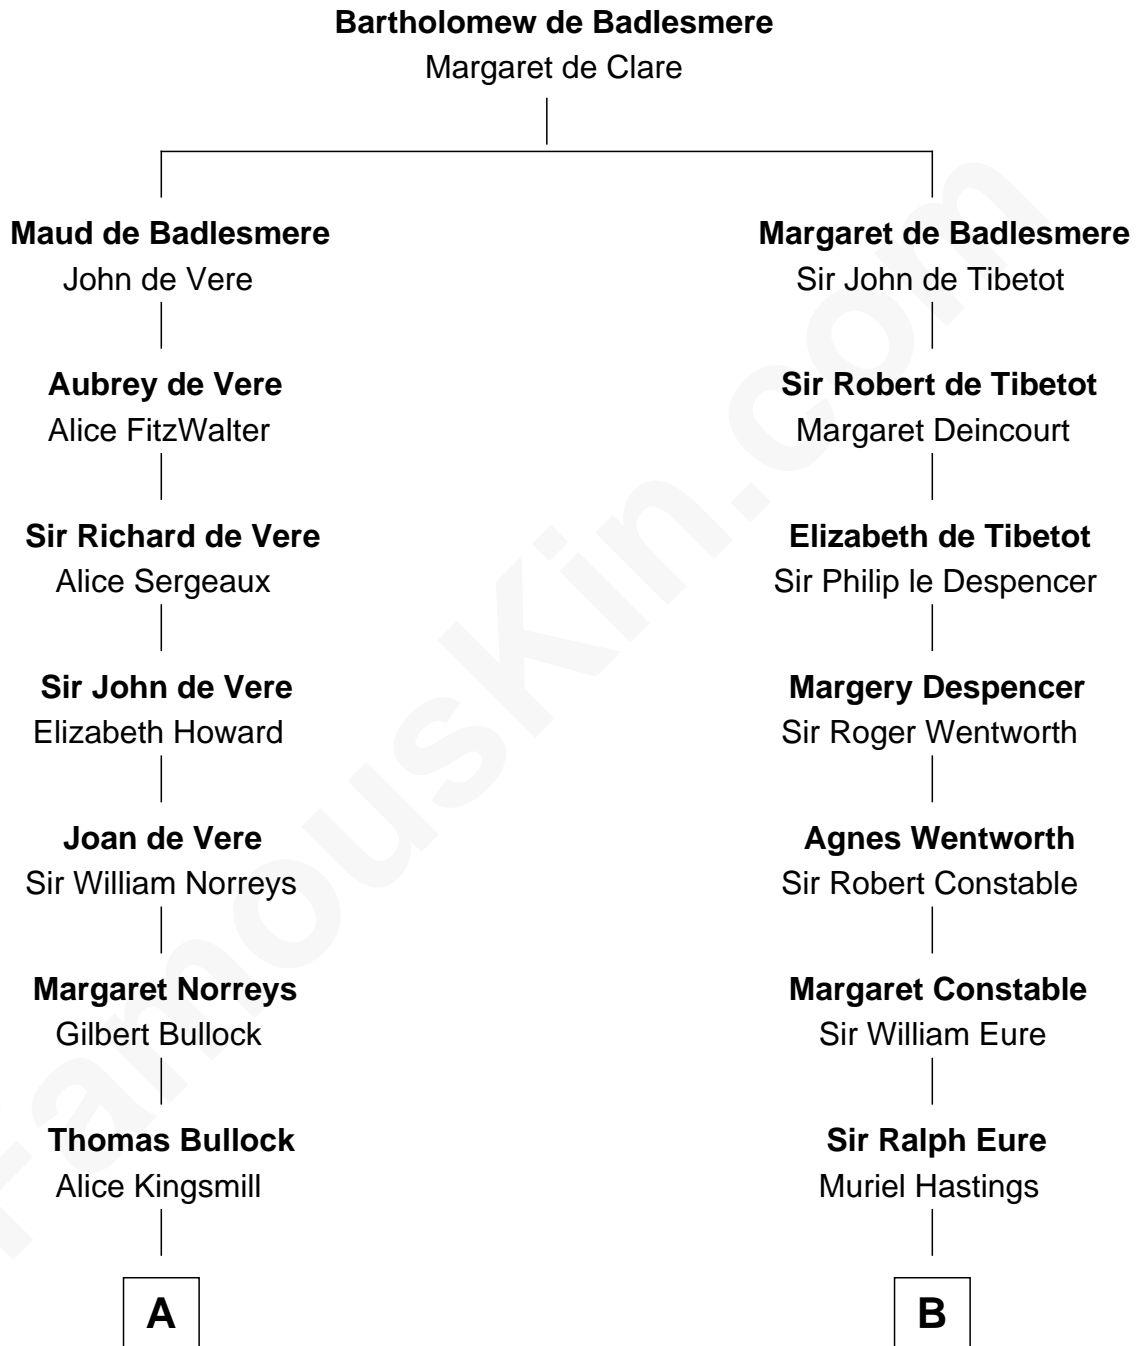 Bartholomew de Badlesmere
Margaret de Clare
Maud de Badlesmere
John de Vere
Margaret de Badlesmere
Sir John de Tibetot
Aubrey de Vere
Alice FitzWalter
Sir Robert de Tibetot
Margaret Deincourt
Sir Richard de Vere
Alice Sergeaux
Elizabeth de Tibetot
Sir Philip le Despencer
Sir John de Vere
Elizabeth Howard
Margery Despencer
Sir Roger Wentworth
Joan de Vere
Sir William Norreys
Agnes Wentworth
Sir Robert Constable
Margaret Norreys
Gilbert Bullock
Margaret Constable
Sir William Eure
Thomas Bullock
Alice Kingsmill
Sir Ralph Eure
Muriel Hastings
A
B
FamousKin.com